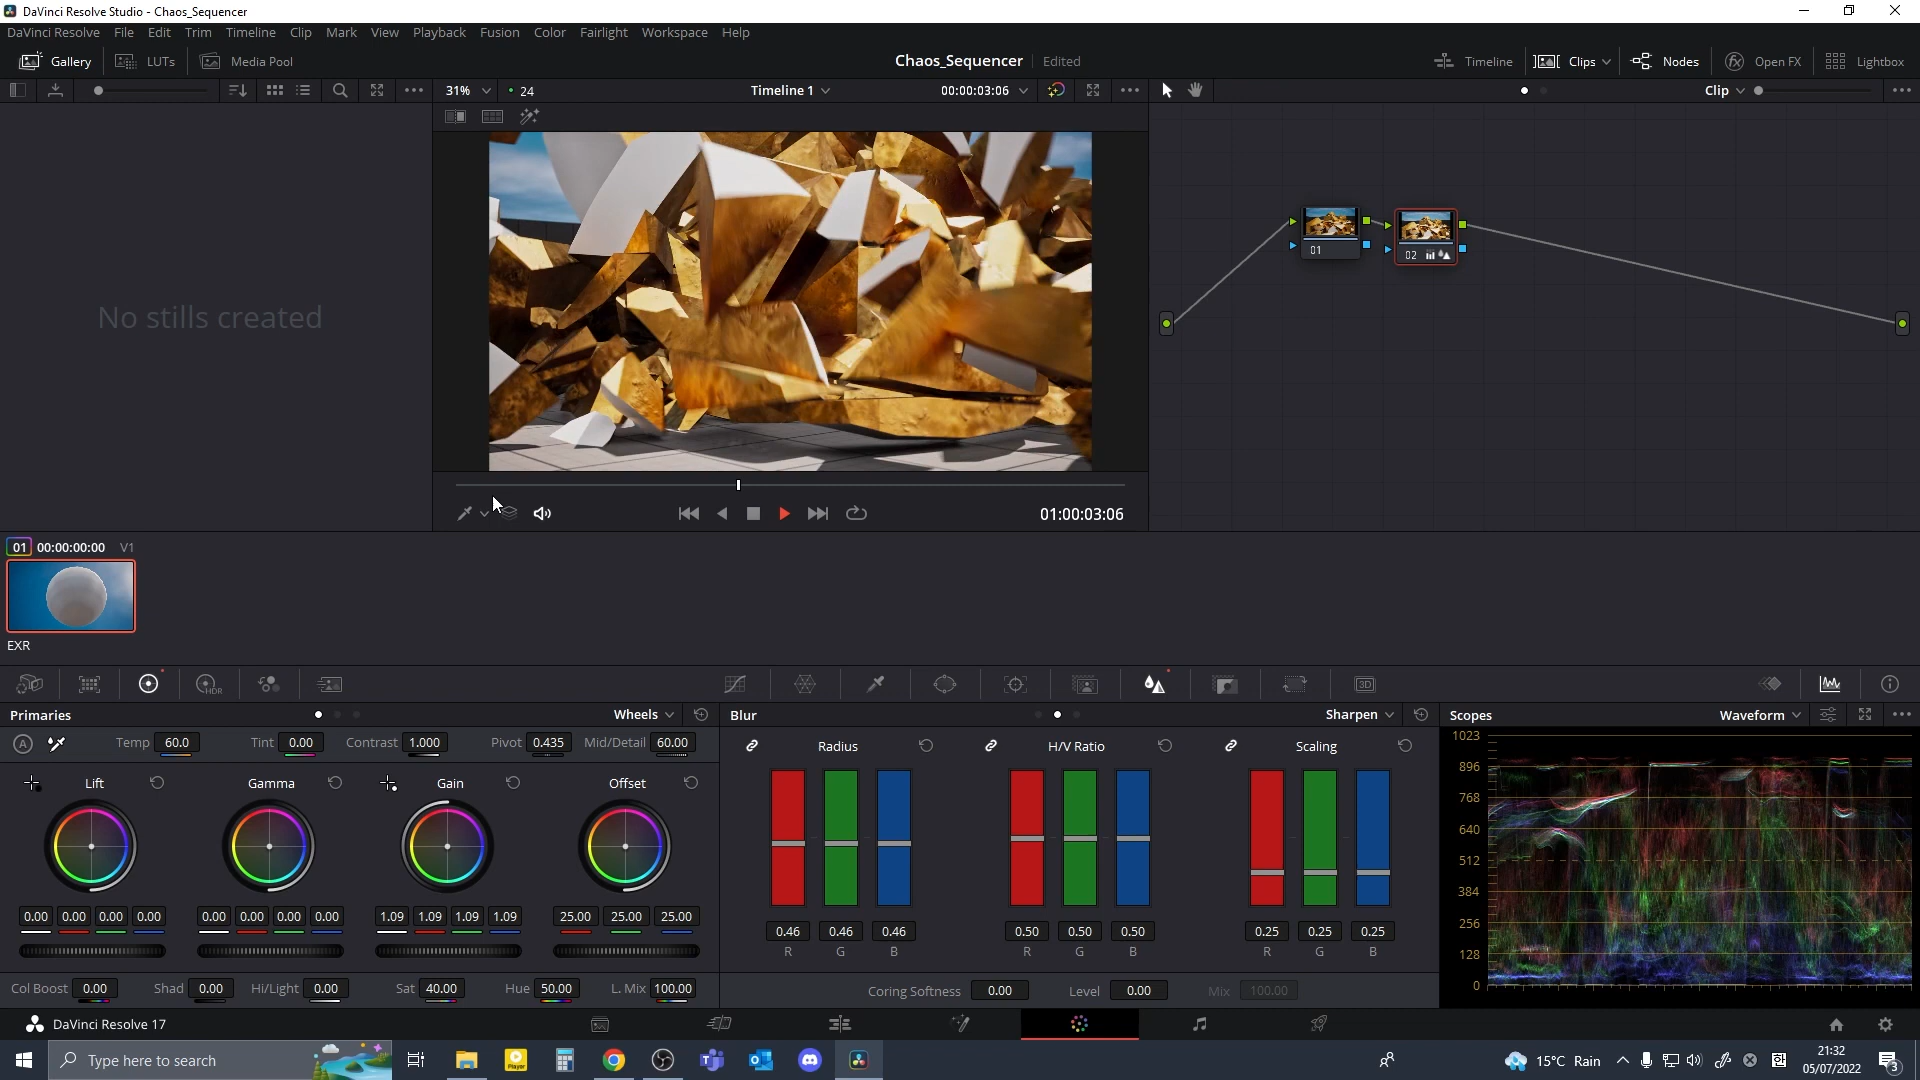 DaVinci Resolve Studio - Chaos_Sequencer
DaVinci Resolve File Edit Trim Timeline Clip Mark View Playback Fusion Color Fairlight Workspace Help
Gallery LUTs Media Pool Chaos_Sequencer Edited Timeline Clips Nodes Open FX Lightbox
31% 24 Timeline 1 00:00:03:06 Clip
No stills created
01
02
01:00:03:06
01 00:00:00:00 V1
EXR
HDR
3D
Primaries Wheels Blur Sharpen Scopes Waveform
A Temp 60.0 Tint 0.00 Contrast 1.000 Pivot 0.435 Mid/Detail 60.00
Radius H/V Ratio Scaling
Lift Gamma Gain Offset
0.00 0.00 0.00 0.00 0.00 0.00 0.00 0.00 1.09 1.09 1.09 1.09 25.00 25.00 25.00
0.46 0.46 0.46 0.50 0.50 0.50 0.25 0.25 0.25
R G B R G B R G B
Col Boost 0.00 Shad 0.00 Hi/Light 0.00 Sat 40.00 Hue 50.00 L. Mix 100.00
Coring Softness 0.00 Level 0.00 Mix 100.00
1023
896
768
640
512
384
256
128
0
DaVinci Resolve 17
Type here to search
Player
15°C Rain
21:32
05/07/2022
3